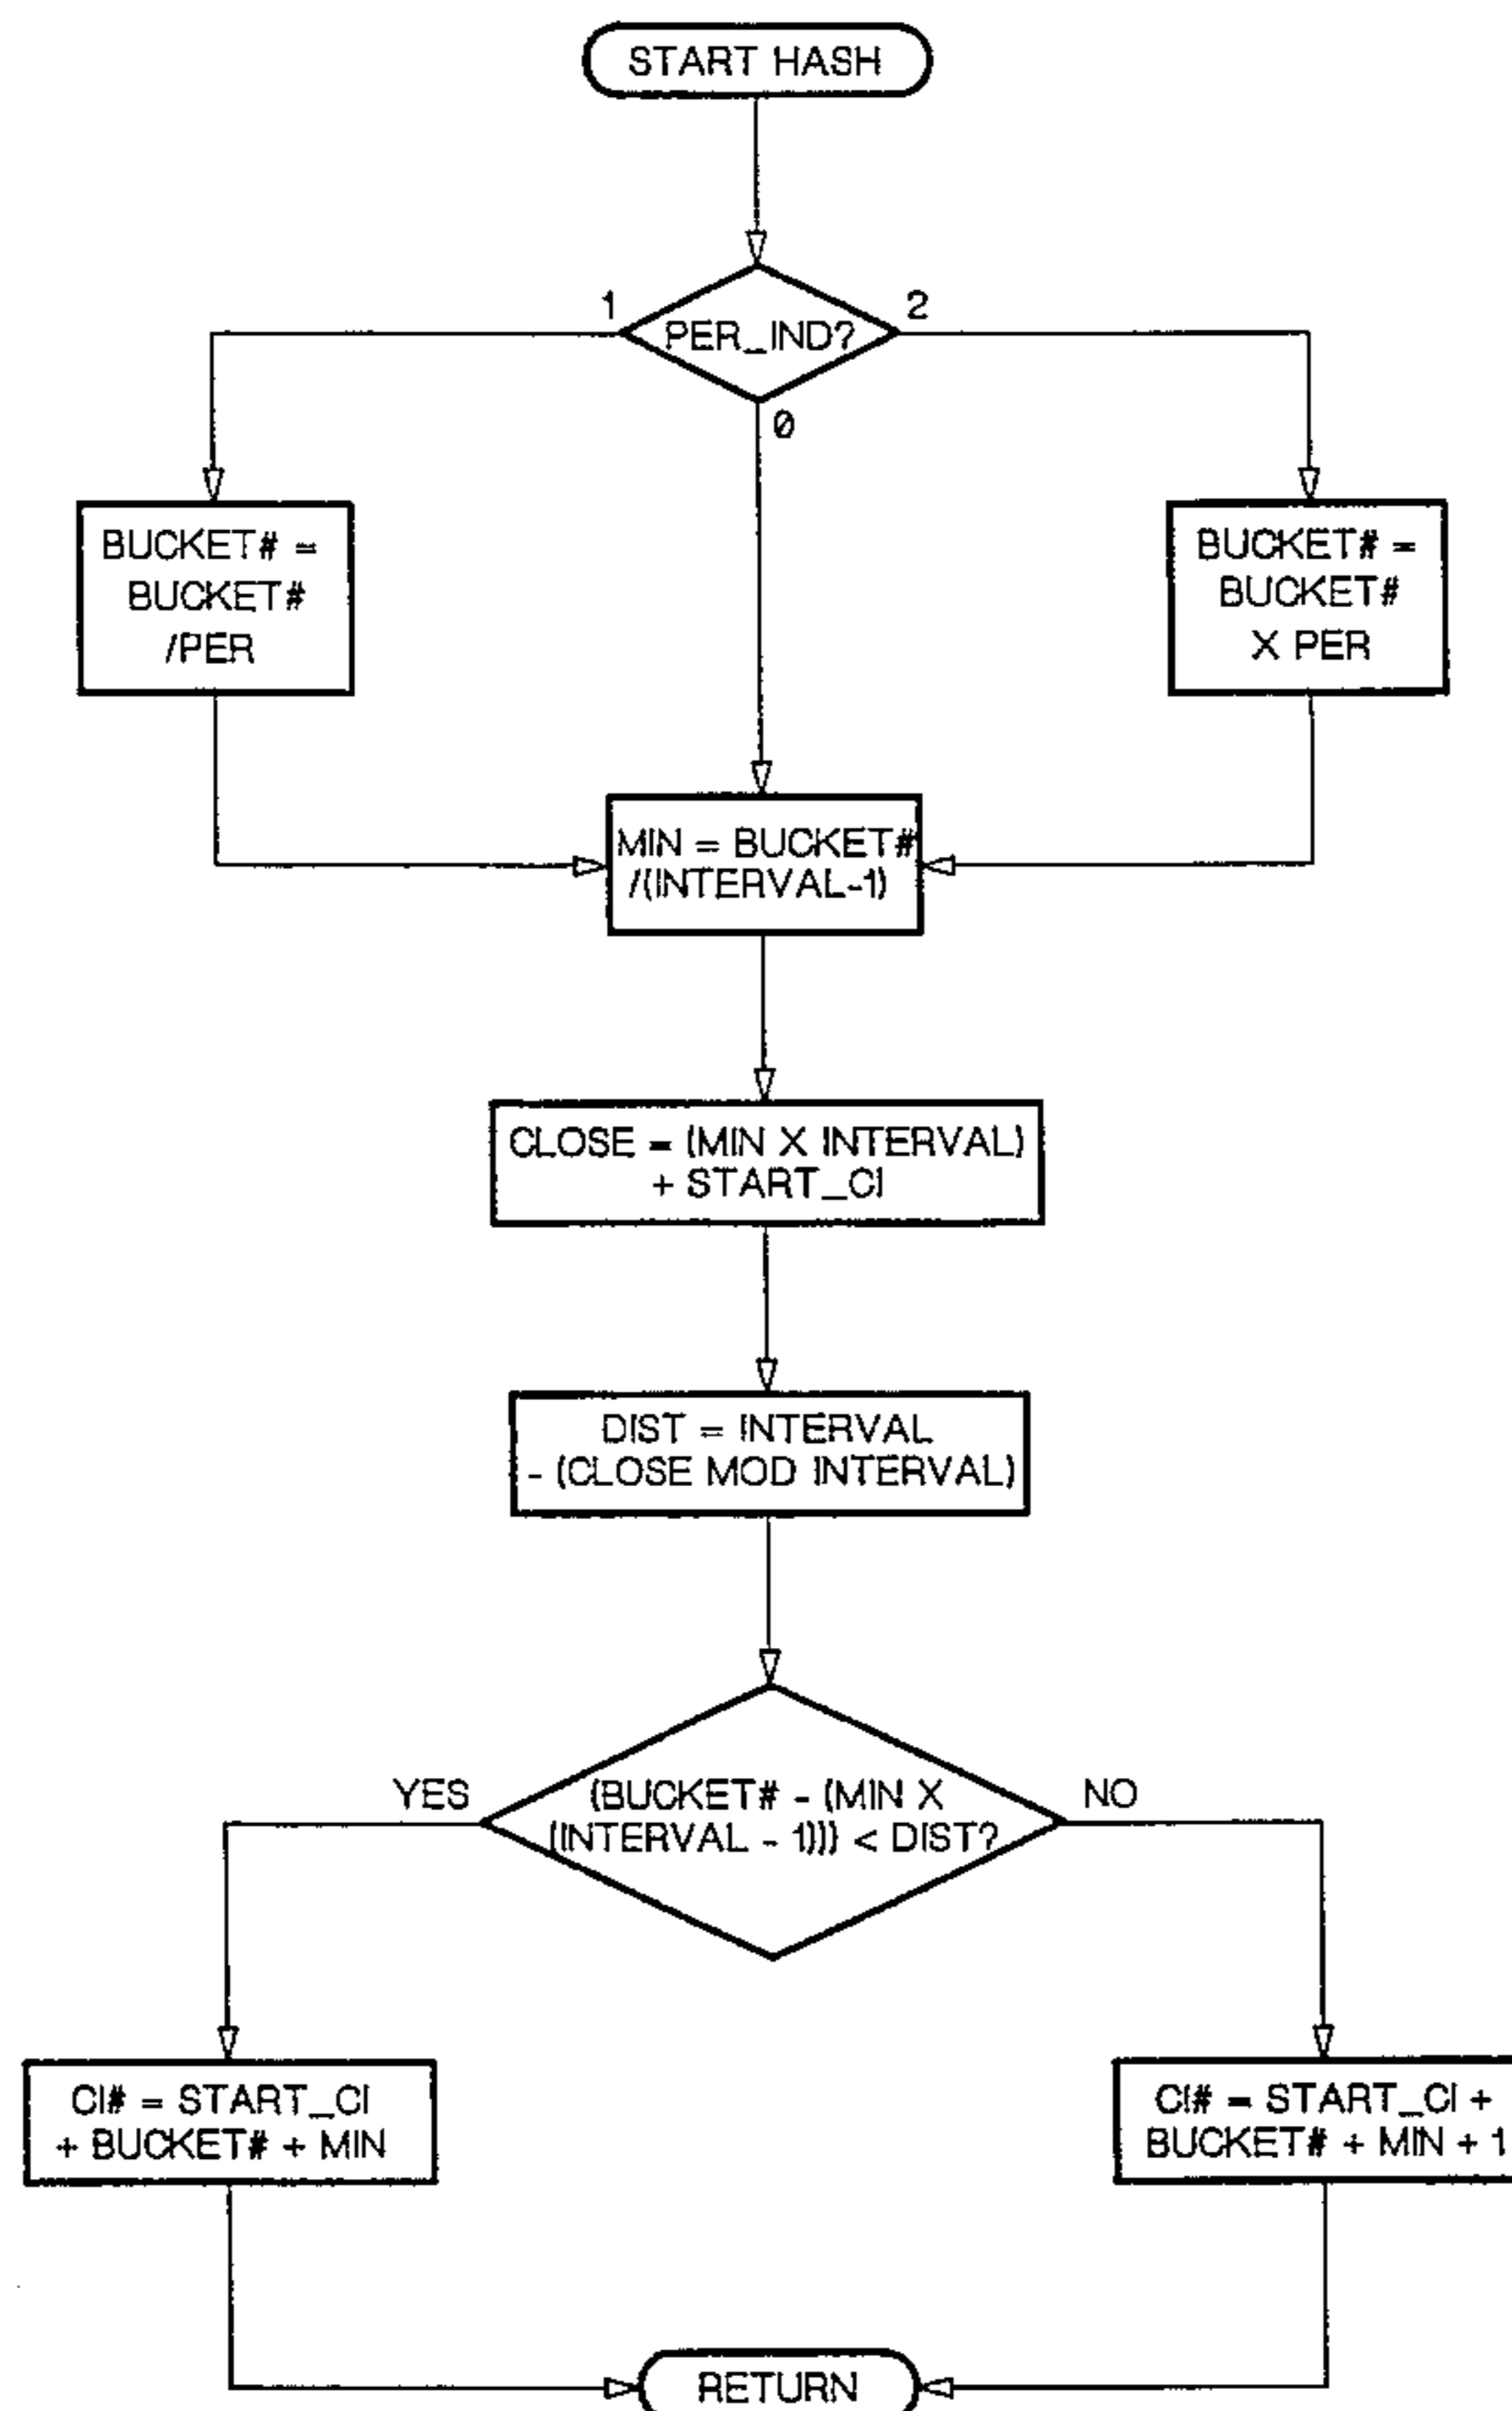 START HASH
1
2
PER_IND?
0
BUCKET# =
BUCKET#
/PER
BUCKET# =
BUCKET#
X PER
MIN = BUCKET#
/(INTERVAL-1)
CLOSE = (MIN X INTERVAL)
+ START_CI
DIST = INTERVAL
- (CLOSE MOD INTERVAL)
YES
NO
(BUCKET# - (MIN X
(INTERVAL - 1))) < DIST?
CI# = START_CI
+ BUCKET# + MIN
CI# = START_CI +
BUCKET# + MIN + 1
RETURN